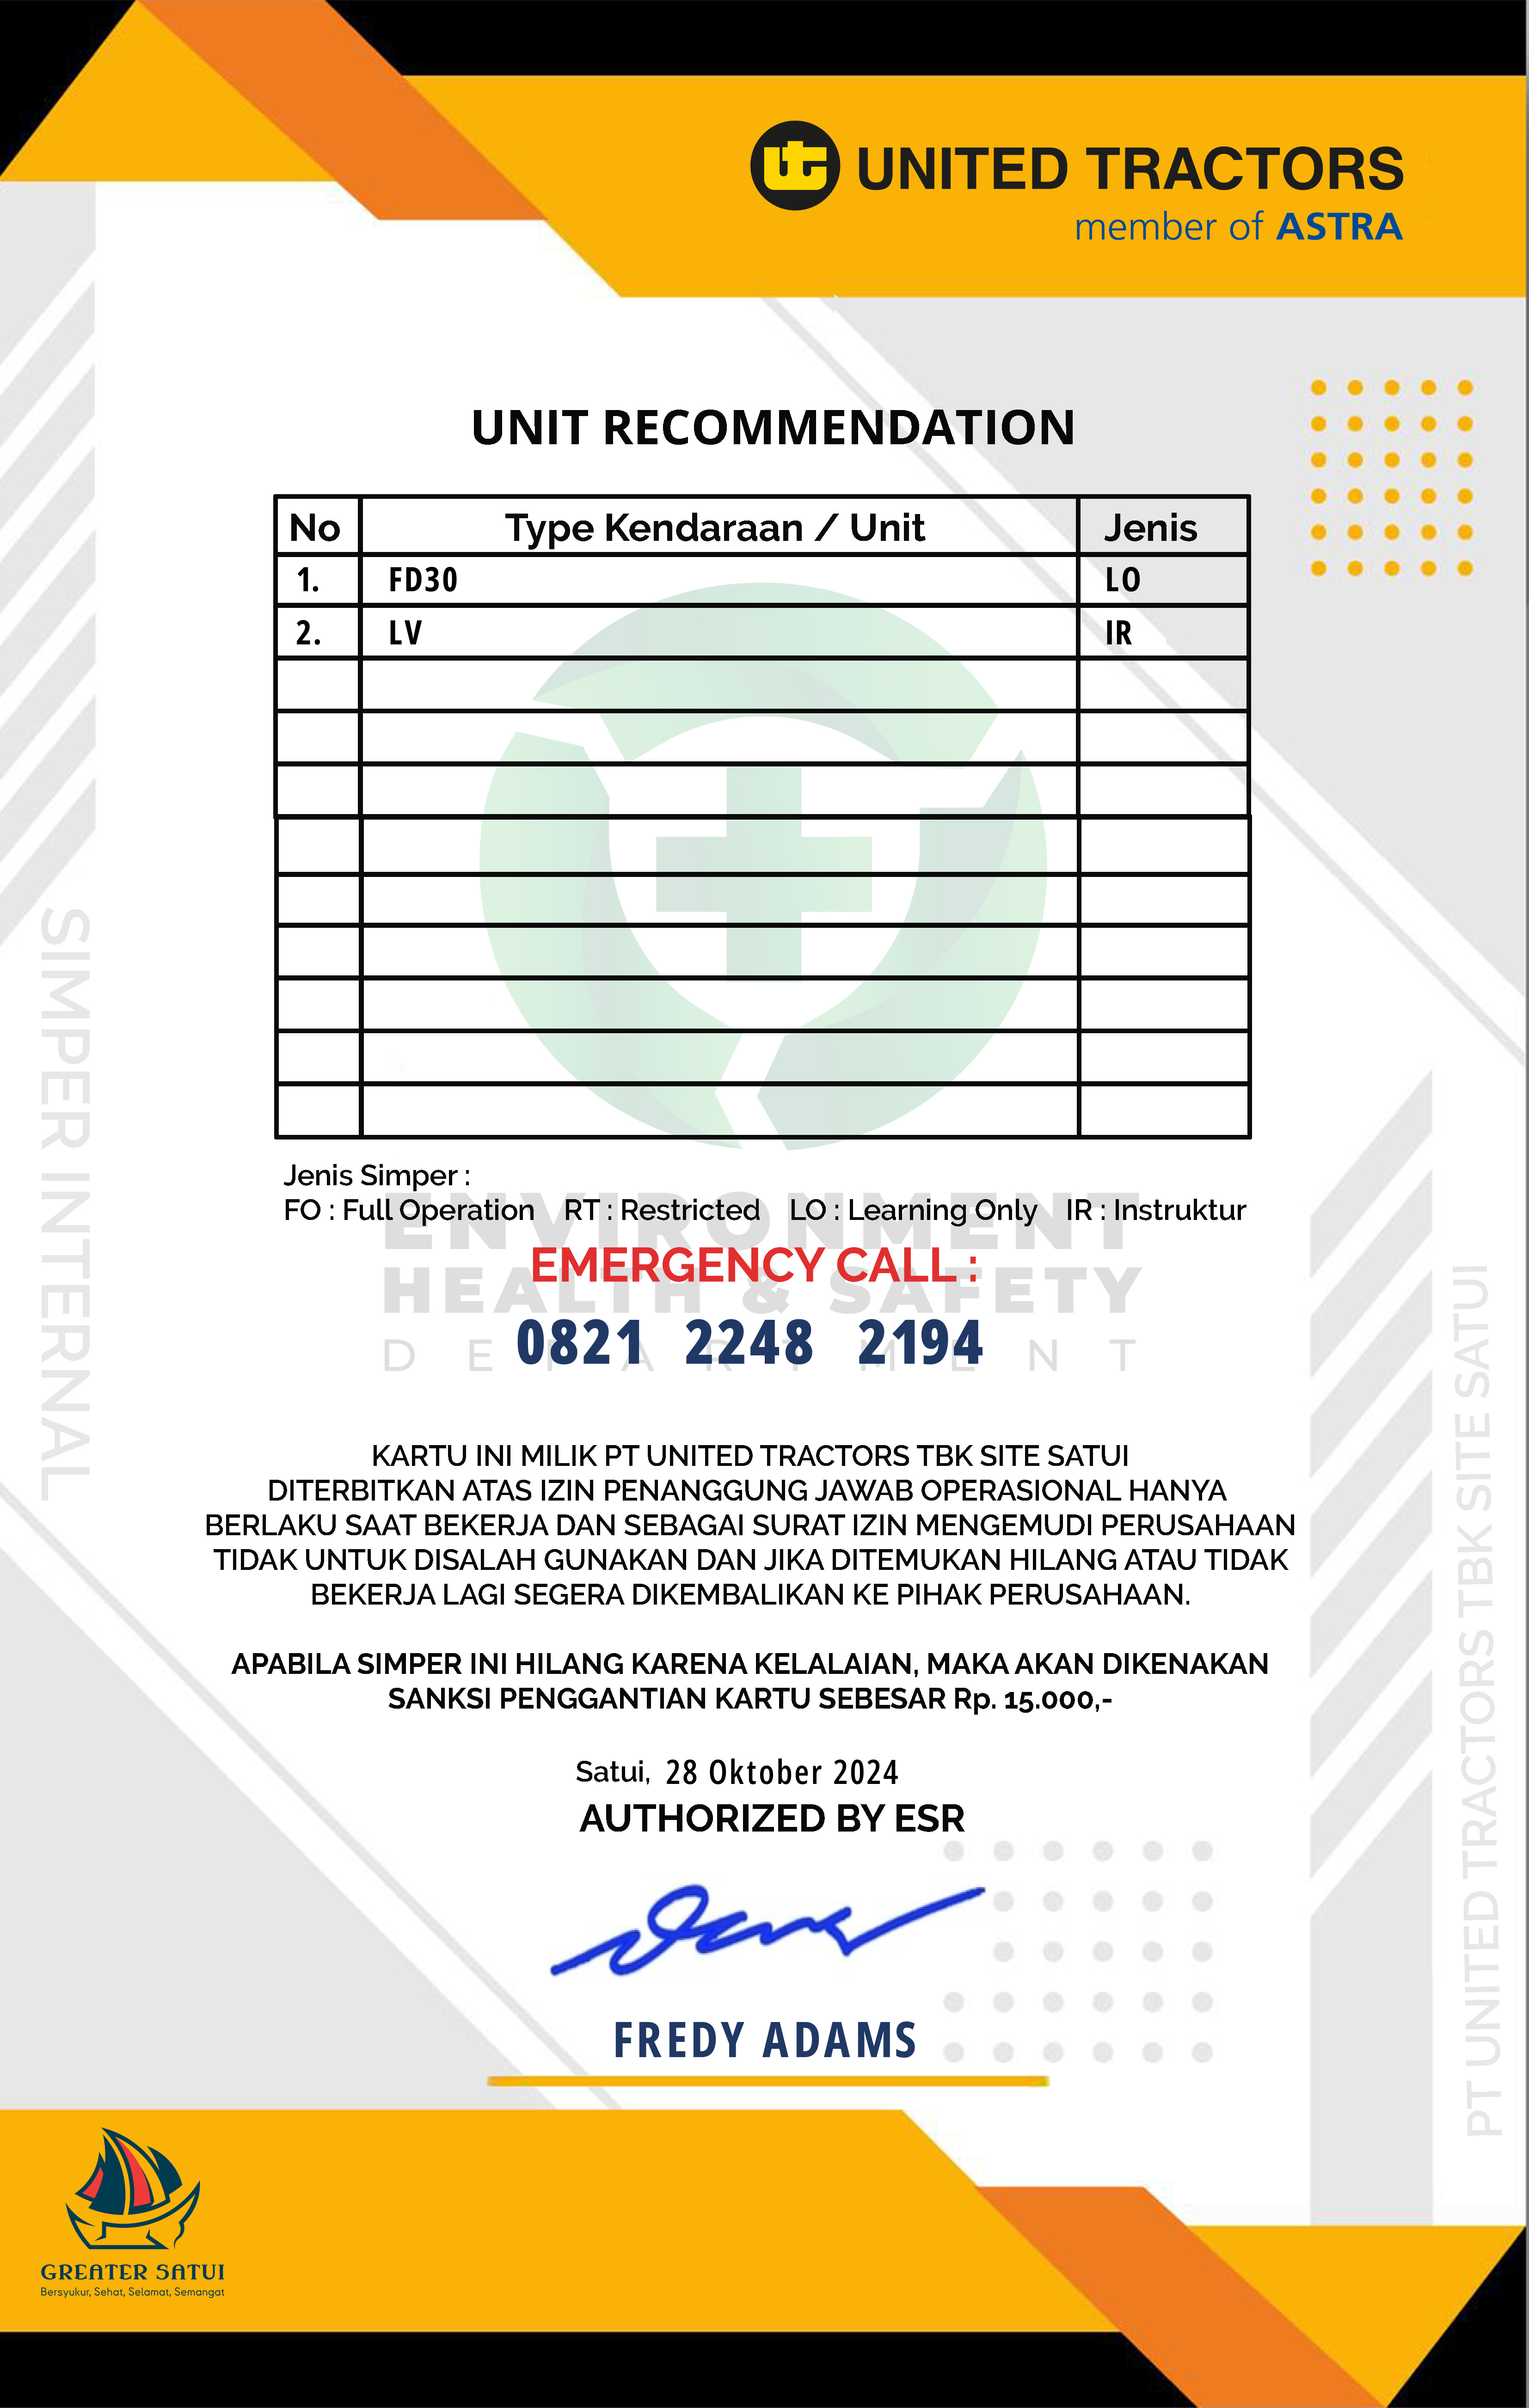 UNITED TRACTORS
member of ASTRA
UNIT RECOMMENDATION
No Type Kendaraan / Unit Jenis
1. FD30 LO
2. LV IR
Jenis Simper :
FO : Full Operation RT : Restricted LO : Learning Only IR : Instruktur
ENVIRONMENT
EMERGENCY CALL :
HEALTH & SAFETY
0821 2248 2194
DEPARTMENT
KARTU INI MILIK PT UNITED TRACTORS TBK SITE SATUI
DITERBITKAN ATAS IZIN PENANGGUNG JAWAB OPERASIONAL HANYA
BERLAKU SAAT BEKERJA DAN SEBAGAI SURAT IZIN MENGEMUDI PERUSAHAAN
TIDAK UNTUK DISALAH GUNAKAN DAN JIKA DITEMUKAN HILANG ATAU TIDAK
BEKERJA LAGI SEGERA DIKEMBALIKAN KE PIHAK PERUSAHAAN.
APABILA SIMPER INI HILANG KARENA KELALAIAN, MAKA AKAN DIKENAKAN
SANKSI PENGGANTIAN KARTU SEBESAR Rp. 15.000,-
Satui, 28 Oktober 2024
AUTHORIZED BY ESR
FREDY ADAMS
GREATER SATUI
Bersyukur, Sehat, Selamat, Semangat
SIMPER INTERNAL
PT UNITED TRACTORS TBK SITE SATUI